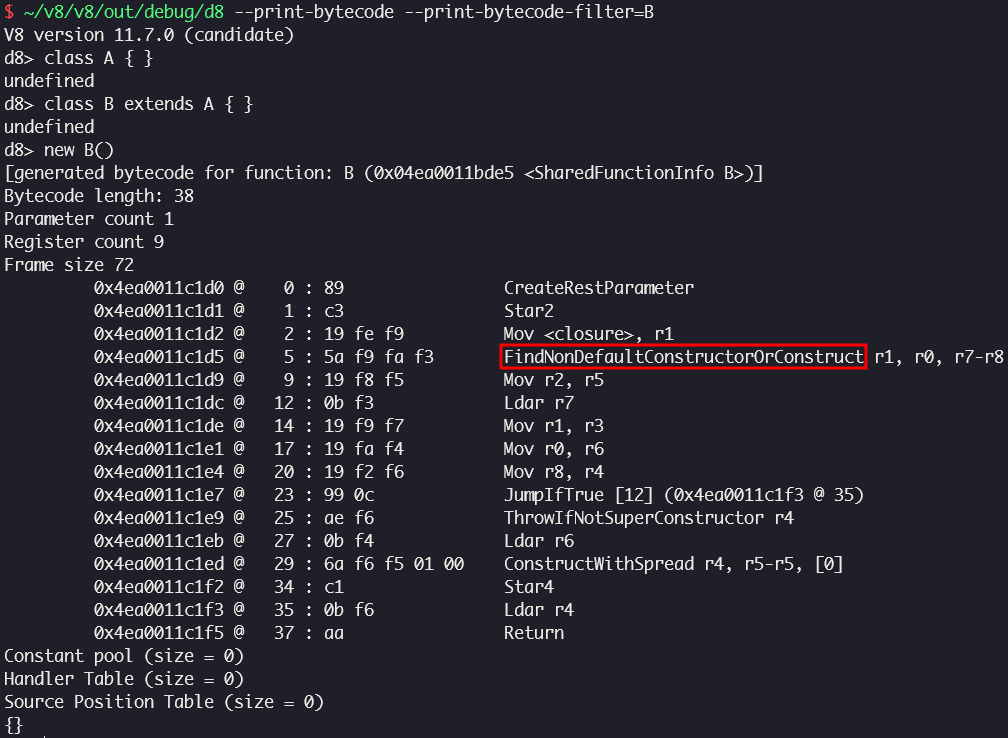 $ ~/v8/v8/out/debug/d8 --print-bytecode --print-bytecode-filter=B
V8 version 11.7.0 (candidate)
d8> class A { }
undefined
d8> class B extends A { }
undefined
d8> new B()
[generated bytecode for function: B (0x04ea0011bde5 <SharedFunctionInfo B>)]
Bytecode length: 38
Parameter count 1
Register count 9
Frame size 72
0x4ea0011c1d0 @    0 : 89                CreateRestParameter
0x4ea0011c1d1 @    1 : c3                Star2
0x4ea0011c1d2 @    2 : 19 fe f9          Mov <closure>, r1
0x4ea0011c1d5 @    5 : 5a f9 fa f3       FindNonDefaultConstructorOrConstruct r1, r0, r7-r8
0x4ea0011c1d9 @    9 : 19 f8 f5          Mov r2, r5
0x4ea0011c1dc @   12 : 0b f3             Ldar r7
0x4ea0011c1de @   14 : 19 f9 f7          Mov r1, r3
0x4ea0011c1e1 @   17 : 19 fa f4          Mov r0, r6
0x4ea0011c1e4 @   20 : 19 f2 f6          Mov r8, r4
0x4ea0011c1e7 @   23 : 99 0c             JumpIfTrue [12] (0x4ea0011c1f3 @ 35)
0x4ea0011c1e9 @   25 : ae f6             ThrowIfNotSuperConstructor r4
0x4ea0011c1eb @   27 : 0b f4             Ldar r6
0x4ea0011c1ed @   29 : 6a f6 f5 01 00    ConstructWithSpread r4, r5-r5, [0]
0x4ea0011c1f2 @   34 : c1                Star4
0x4ea0011c1f3 @   35 : 0b f6             Ldar r4
0x4ea0011c1f5 @   37 : aa                Return
Constant pool (size = 0)
Handler Table (size = 0)
Source Position Table (size = 0)
{}